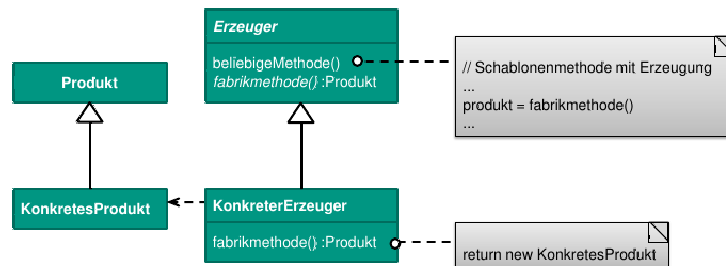 Erzeuger
beliebigeMethode()
fabrikmethode() :Produkt
// Schablonenmethode mit Erzeugung
...
produkt = fabrikmethode()
...
Produkt
KonkretesProdukt
KonkreterErzeuger
fabrikmethode() :Produkt
return new KonkretesProdukt